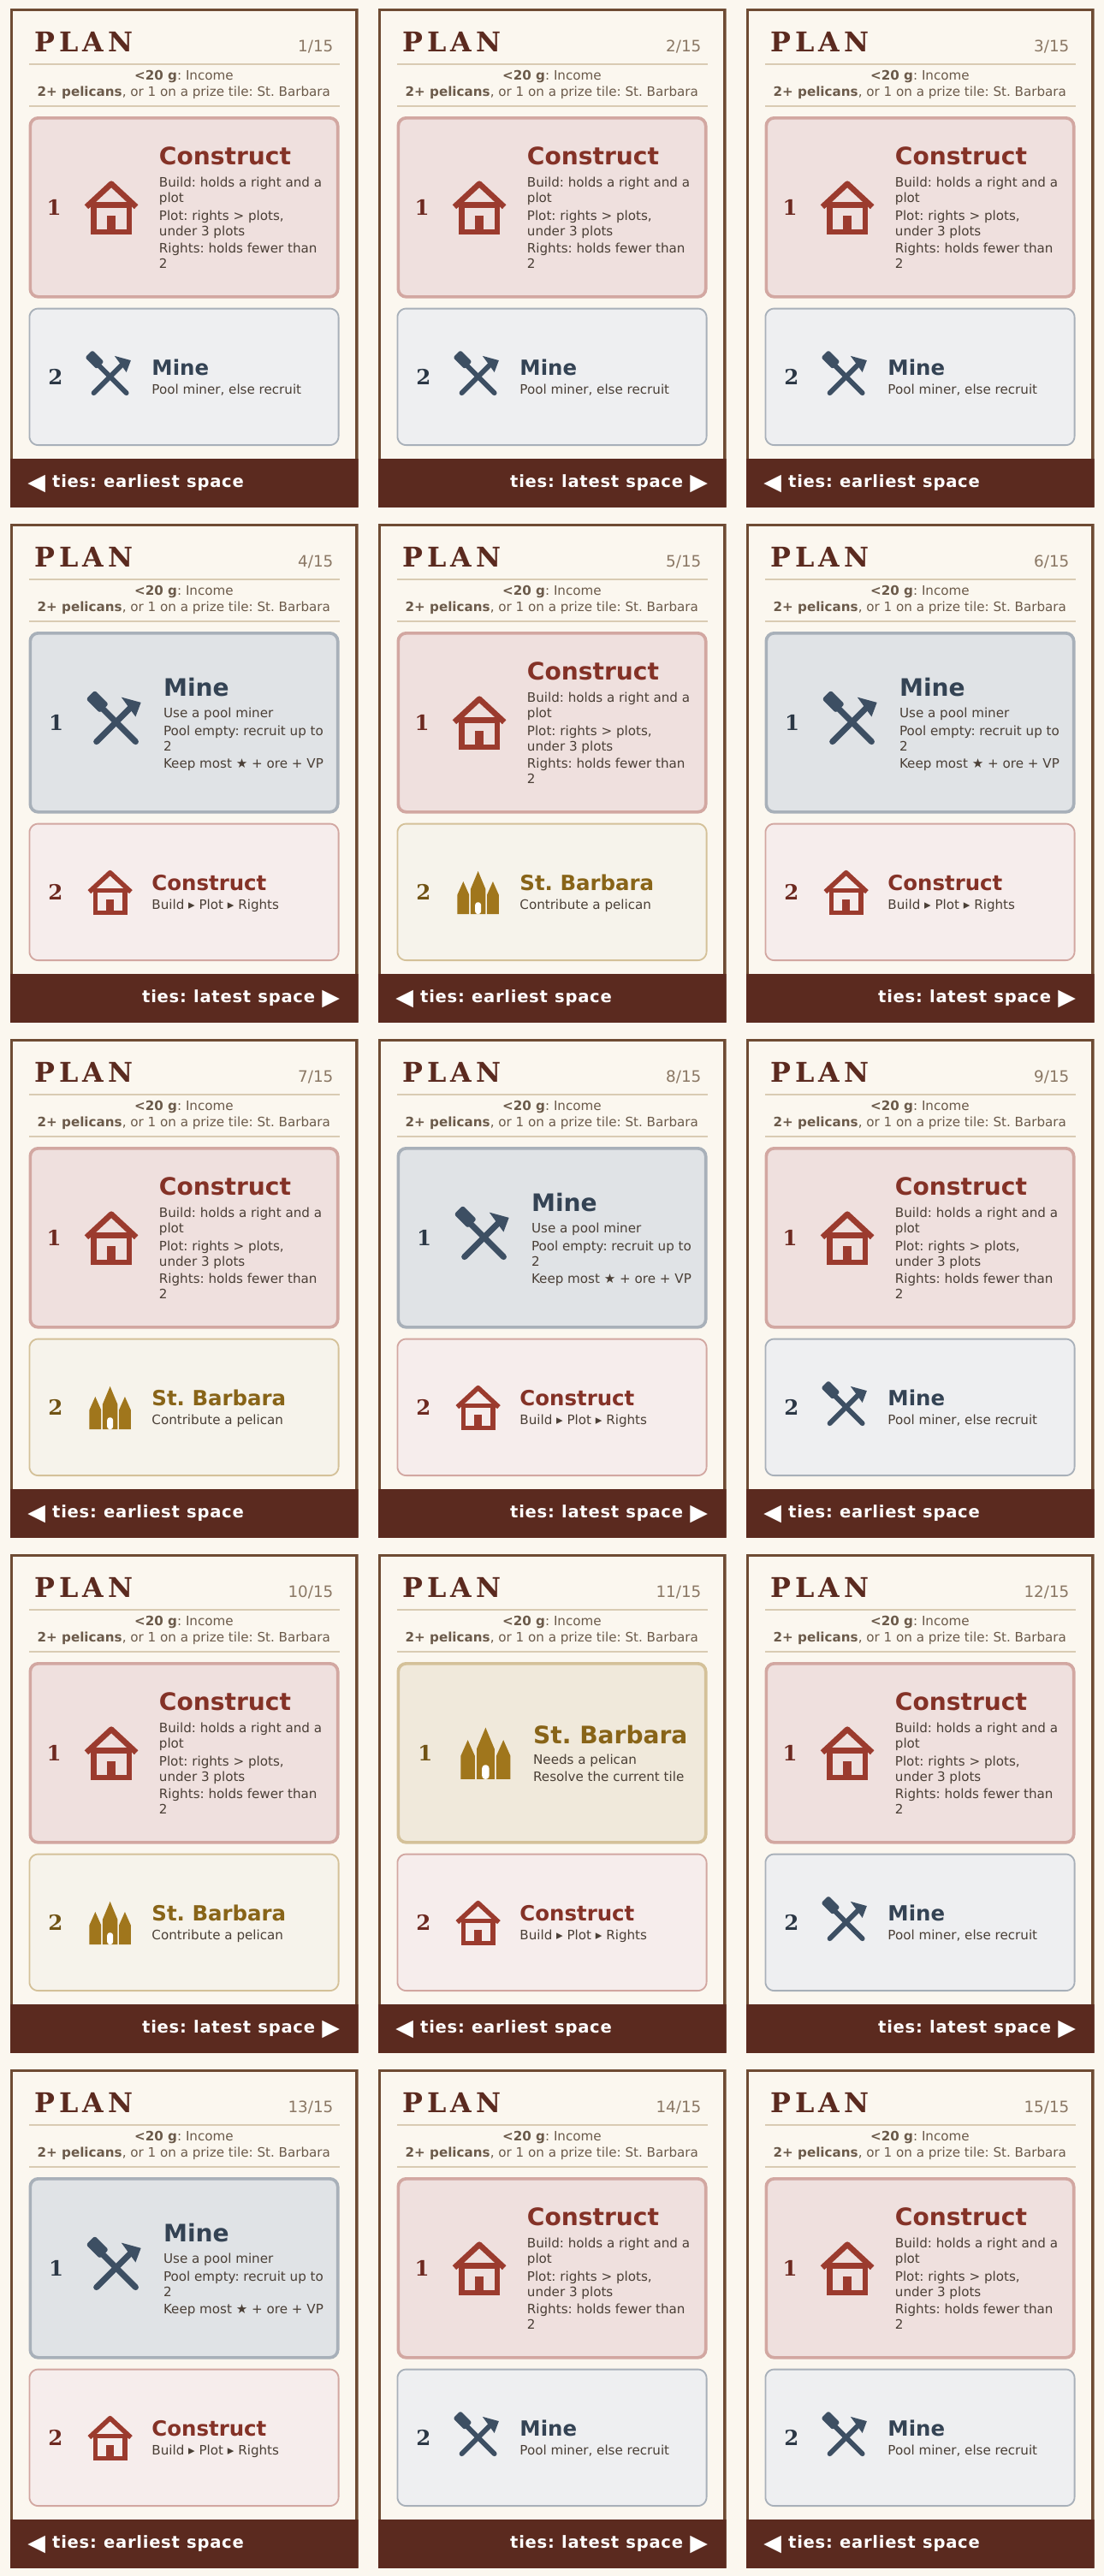 PLAN 1/15
<20 g: Income
2+ pelicans, or 1 on a prize tile: St. Barbara
1
Construct
Build: holds a right and a
plot
Plot: rights > plots,
under 3 plots
Rights: holds fewer than
2
2
Mine
Pool miner, else recruit
◀ ties: earliest space
PLAN 2/15
<20 g: Income
2+ pelicans, or 1 on a prize tile: St. Barbara
1
Construct
Build: holds a right and a
plot
Plot: rights > plots,
under 3 plots
Rights: holds fewer than
2
2
Mine
Pool miner, else recruit
ties: latest space ▶
PLAN 3/15
<20 g: Income
2+ pelicans, or 1 on a prize tile: St. Barbara
1
Construct
Build: holds a right and a
plot
Plot: rights > plots,
under 3 plots
Rights: holds fewer than
2
2
Mine
Pool miner, else recruit
◀ ties: earliest space
PLAN 4/15
<20 g: Income
2+ pelicans, or 1 on a prize tile: St. Barbara
1
Mine
Use a pool miner
Pool empty: recruit up to
2
Keep most ★ + ore + VP
2
Construct
Build ▸ Plot ▸ Rights
ties: latest space ▶
PLAN 5/15
<20 g: Income
2+ pelicans, or 1 on a prize tile: St. Barbara
1
Construct
Build: holds a right and a
plot
Plot: rights > plots,
under 3 plots
Rights: holds fewer than
2
2
St. Barbara
Contribute a pelican
◀ ties: earliest space
PLAN 6/15
<20 g: Income
2+ pelicans, or 1 on a prize tile: St. Barbara
1
Mine
Use a pool miner
Pool empty: recruit up to
2
Keep most ★ + ore + VP
2
Construct
Build ▸ Plot ▸ Rights
ties: latest space ▶
PLAN 7/15
<20 g: Income
2+ pelicans, or 1 on a prize tile: St. Barbara
1
Construct
Build: holds a right and a
plot
Plot: rights > plots,
under 3 plots
Rights: holds fewer than
2
2
St. Barbara
Contribute a pelican
◀ ties: earliest space
PLAN 8/15
<20 g: Income
2+ pelicans, or 1 on a prize tile: St. Barbara
1
Mine
Use a pool miner
Pool empty: recruit up to
2
Keep most ★ + ore + VP
2
Construct
Build ▸ Plot ▸ Rights
ties: latest space ▶
PLAN 9/15
<20 g: Income
2+ pelicans, or 1 on a prize tile: St. Barbara
1
Construct
Build: holds a right and a
plot
Plot: rights > plots,
under 3 plots
Rights: holds fewer than
2
2
Mine
Pool miner, else recruit
◀ ties: earliest space
PLAN 10/15
<20 g: Income
2+ pelicans, or 1 on a prize tile: St. Barbara
1
Construct
Build: holds a right and a
plot
Plot: rights > plots,
under 3 plots
Rights: holds fewer than
2
2
St. Barbara
Contribute a pelican
ties: latest space ▶
PLAN 11/15
<20 g: Income
2+ pelicans, or 1 on a prize tile: St. Barbara
1
St. Barbara
Needs a pelican
Resolve the current tile
2
Construct
Build ▸ Plot ▸ Rights
◀ ties: earliest space
PLAN 12/15
<20 g: Income
2+ pelicans, or 1 on a prize tile: St. Barbara
1
Construct
Build: holds a right and a
plot
Plot: rights > plots,
under 3 plots
Rights: holds fewer than
2
2
Mine
Pool miner, else recruit
ties: latest space ▶
PLAN 13/15
<20 g: Income
2+ pelicans, or 1 on a prize tile: St. Barbara
1
Mine
Use a pool miner
Pool empty: recruit up to
2
Keep most ★ + ore + VP
2
Construct
Build ▸ Plot ▸ Rights
◀ ties: earliest space
PLAN 14/15
<20 g: Income
2+ pelicans, or 1 on a prize tile: St. Barbara
1
Construct
Build: holds a right and a
plot
Plot: rights > plots,
under 3 plots
Rights: holds fewer than
2
2
Mine
Pool miner, else recruit
ties: latest space ▶
PLAN 15/15
<20 g: Income
2+ pelicans, or 1 on a prize tile: St. Barbara
1
Construct
Build: holds a right and a
plot
Plot: rights > plots,
under 3 plots
Rights: holds fewer than
2
2
Mine
Pool miner, else recruit
◀ ties: earliest space